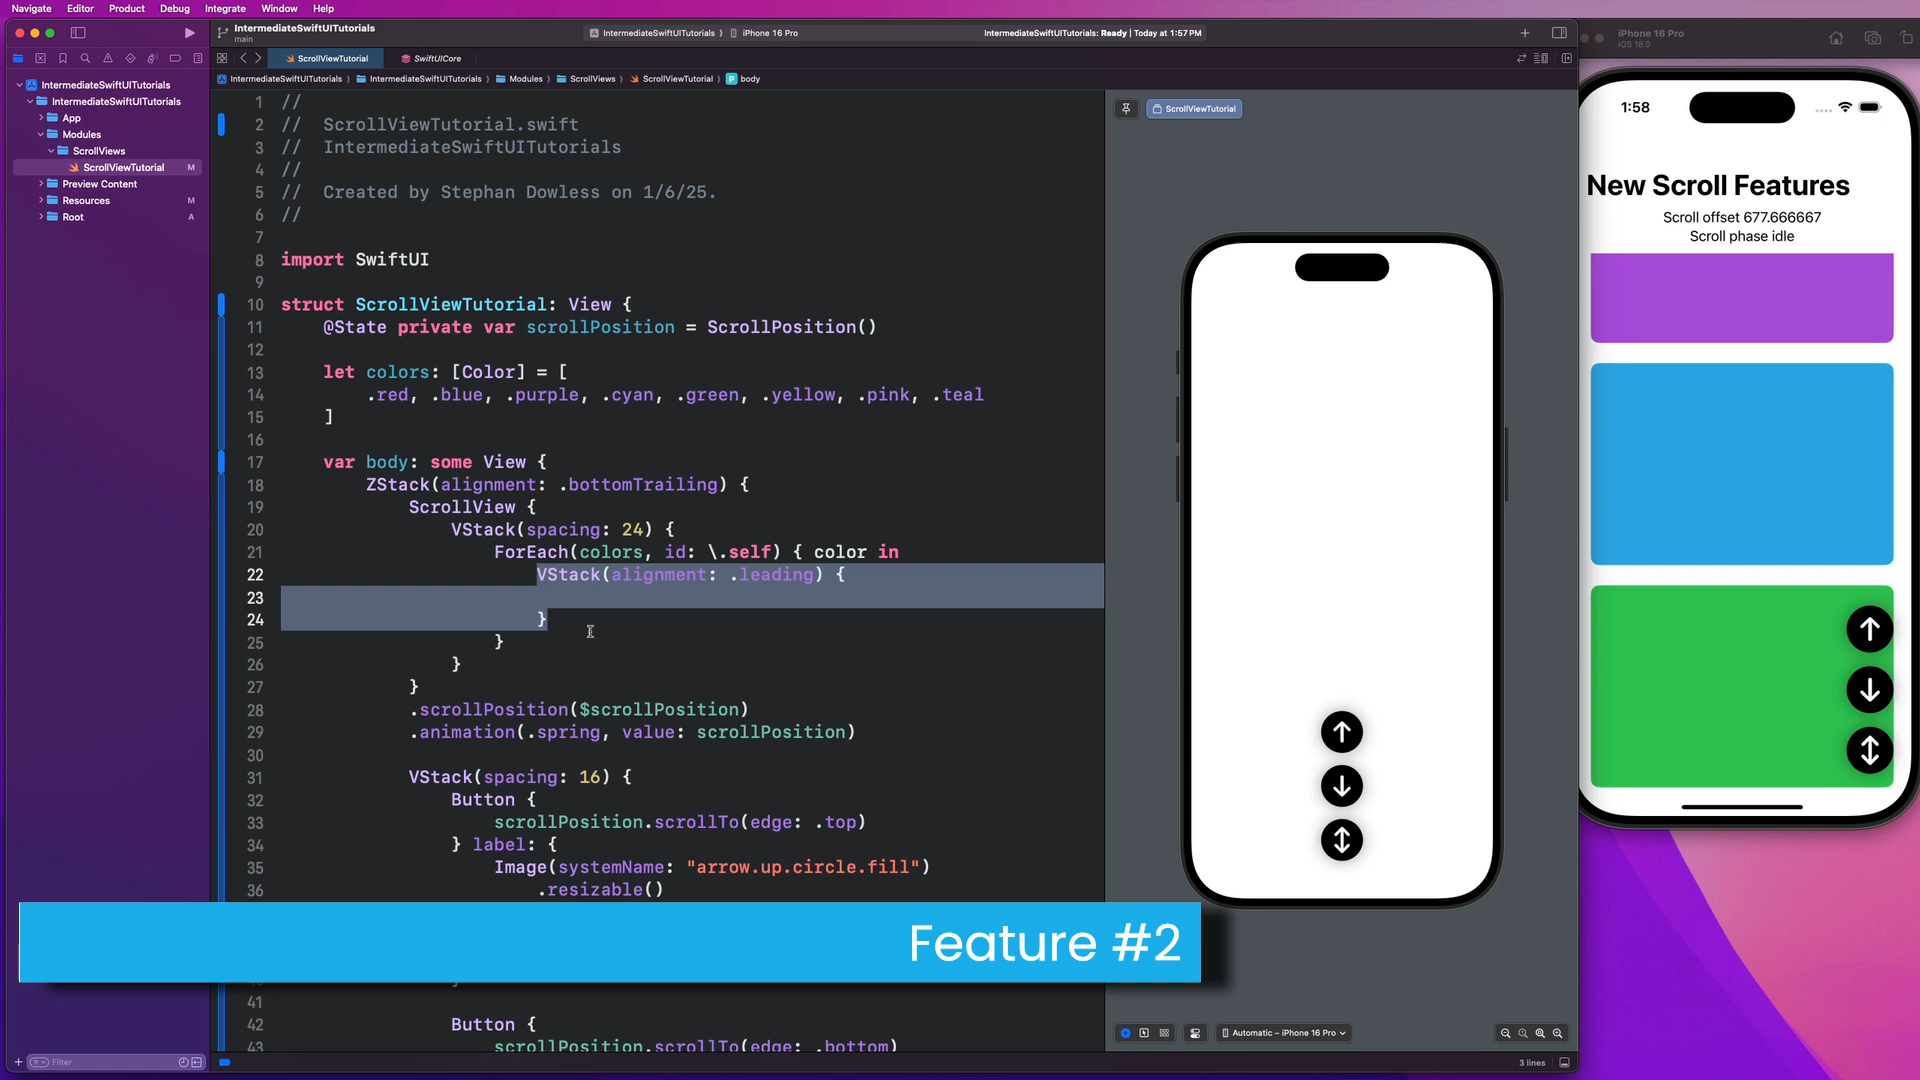 Navigate Editor Product Debug Integrate Window Help
IntermediateSwiftUITutorials
main
IntermediateSwiftUITutorials
iPhone 16 Pro
IntermediateSwiftUITutorials: Ready | Today at 1:57 PM
ScrollViewTutorial
SwiftUICore
IntermediateSwiftUITutorials
IntermediateSwiftUITutorials
Modules
ScrollViews
ScrollViewTutorial
P body
IntermediateSwiftUITutorials
IntermediateSwiftUITutorials
App
Modules
ScrollViews
ScrollViewTutorial M
Preview Content
Resources M
Root A
Filter
1 //
2 // ScrollViewTutorial.swift
3 // IntermediateSwiftUITutorials
4 //
5 // Created by Stephan Dowless on 1/6/25.
6 //
7
8 import SwiftUI
9
10 struct ScrollViewTutorial: View {
11 @State private var scrollPosition = ScrollPosition()
12
13 let colors: [Color] = [
14 .red, .blue, .purple, .cyan, .green, .yellow, .pink, .teal
15 ]
16
17 var body: some View {
18 ZStack(alignment: .bottomTrailing) {
19 ScrollView {
20 VStack(spacing: 24) {
21 ForEach(colors, id: \.self) { color in
22 VStack(alignment: .leading) {
23
24 }
25 }
26 }
27 }
28 .scrollPosition($scrollPosition)
29 .animation(.spring, value: scrollPosition)
30
31 VStack(spacing: 16) {
32 Button {
33 scrollPosition.scrollTo(edge: .top)
34 } label: {
35 Image(systemName: "arrow.up.circle.fill")
36 .resizable()
Feature #2
41
42 Button {
43 scrollPosition.scrollTo(edge: .bottom)
3 lines
ScrollViewTutorial
Automatic – iPhone 16 Pro
iPhone 16 Pro
iOS 18.0
1:58
New Scroll Features
Scroll offset 677.666667
Scroll phase idle